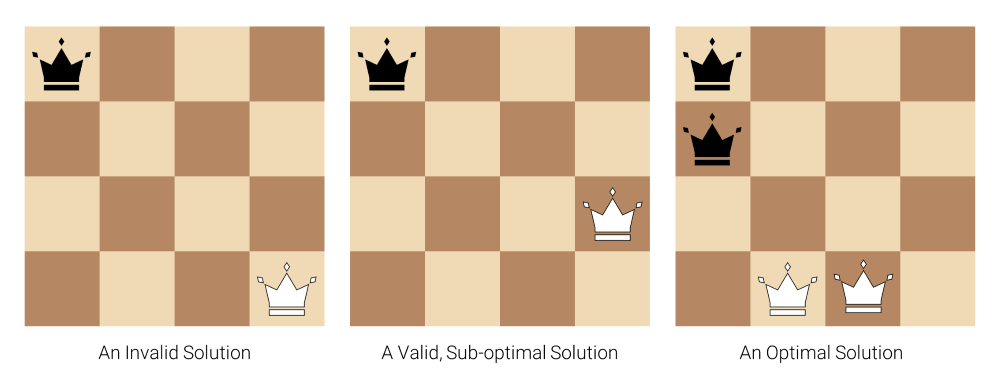 An Invalid Solution
A Valid, Sub-optimal Solution
An Optimal Solution